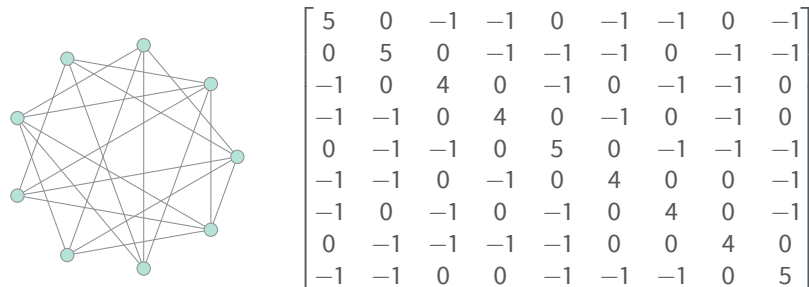 5 0 −1 −1 0 −1 −1 0 −1
0 5 0 −1 −1 −1 0 −1 −1
−1 0 4 0 −1 0 −1 −1 0
−1 −1 0 4 0 −1 0 −1 0
0 −1 −1 0 5 0 −1 −1 −1
−1 −1 0 −1 0 4 0 0 −1
−1 0 −1 0 −1 0 4 0 −1
0 −1 −1 −1 −1 0 0 4 0
−1 −1 0 0 −1 −1 −1 0 5